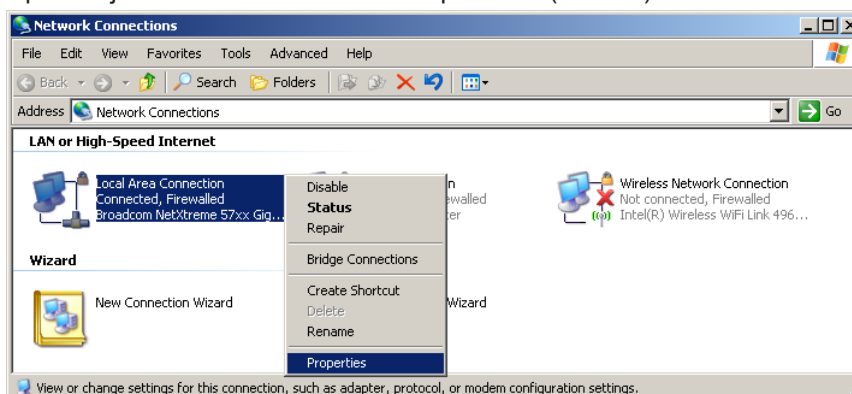 Network Connections
File Edit View Favorites Tools Advanced Help
Back Search Folders
Address Network Connections Go
LAN or High-Speed Internet
Local Area Connection
Connected, Firewalled
Broadcom NetXtreme 57xx Gig...
Disable
Status
Repair
Bridge Connections
Create Shortcut
Delete
Rename
Properties
Wireless Network Connection
Not connected, Firewalled
Intel(R) Wireless WiFi Link 496...
Wizard
New Connection Wizard
Wizard
View or change settings for this connection, such as adapter, protocol, or modem configuration settings.